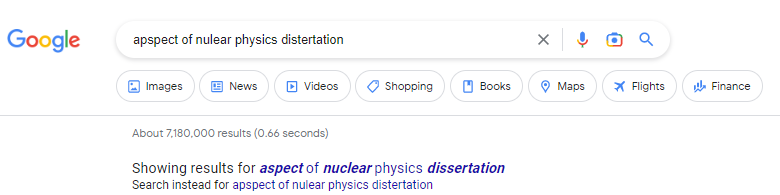 Google apspect of nulear physics distertation
Images News Videos Shopping Books Maps Flights Finance
About 7,180,000 results (0.66 seconds)
Showing results for aspect of nuclear physics dissertation
Search instead for apspect of nulear physics distertation